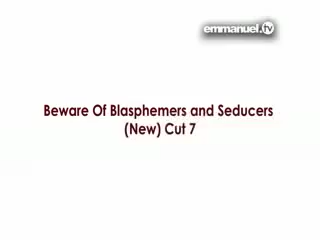 emmanuel.tv
Beware Of Blasphemers and Seducers
(New) Cut 7